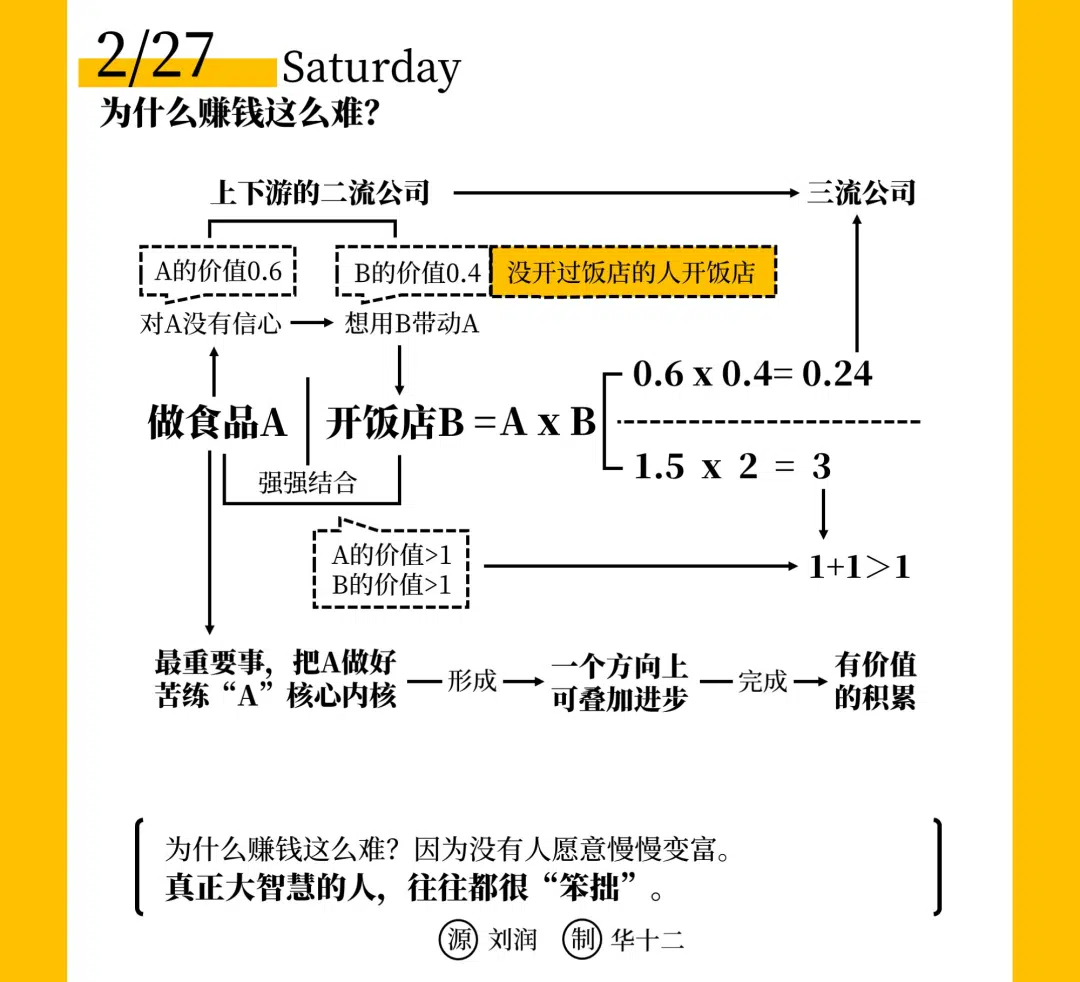 2/27 Saturday
为什么赚钱这么难？
上下游的二流公司
三流公司
A的价值0.6
B的价值0.4
没开过饭店的人开饭店
对A没有信心
想用B带动A
做食品A
开饭店B
=A x B
0.6 x 0.4= 0.24
1.5 x 2 = 3
强强结合
A的价值>1
B的价值>1
1+1＞1
最重要事，把A做好
苦练“A”核心内核
形成
一个方向上
可叠加进步
完成
有价值
的积累
为什么赚钱这么难？因为没有人愿意慢慢变富。
真正大智慧的人，往往都很“笨拙”。
源 刘润 制 华十二